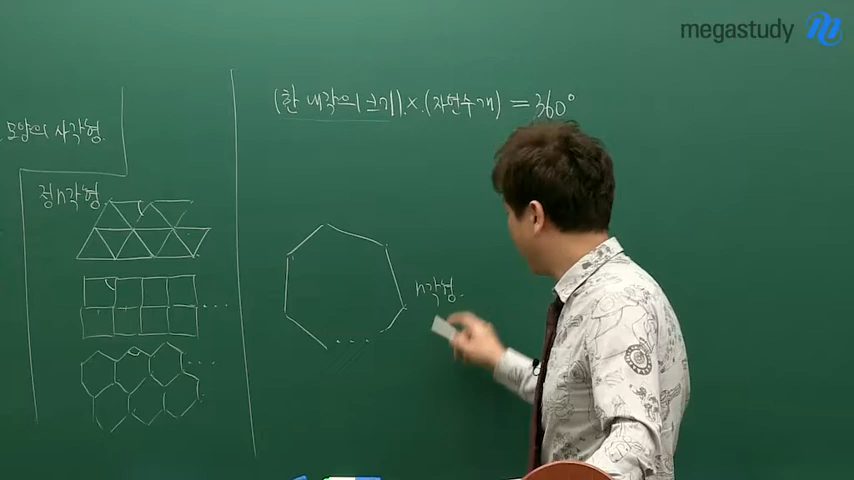 megastudy
(한 내각의 크기) × (자연수 개) = 360°
모양의 사각형.
정n각형
n각형.